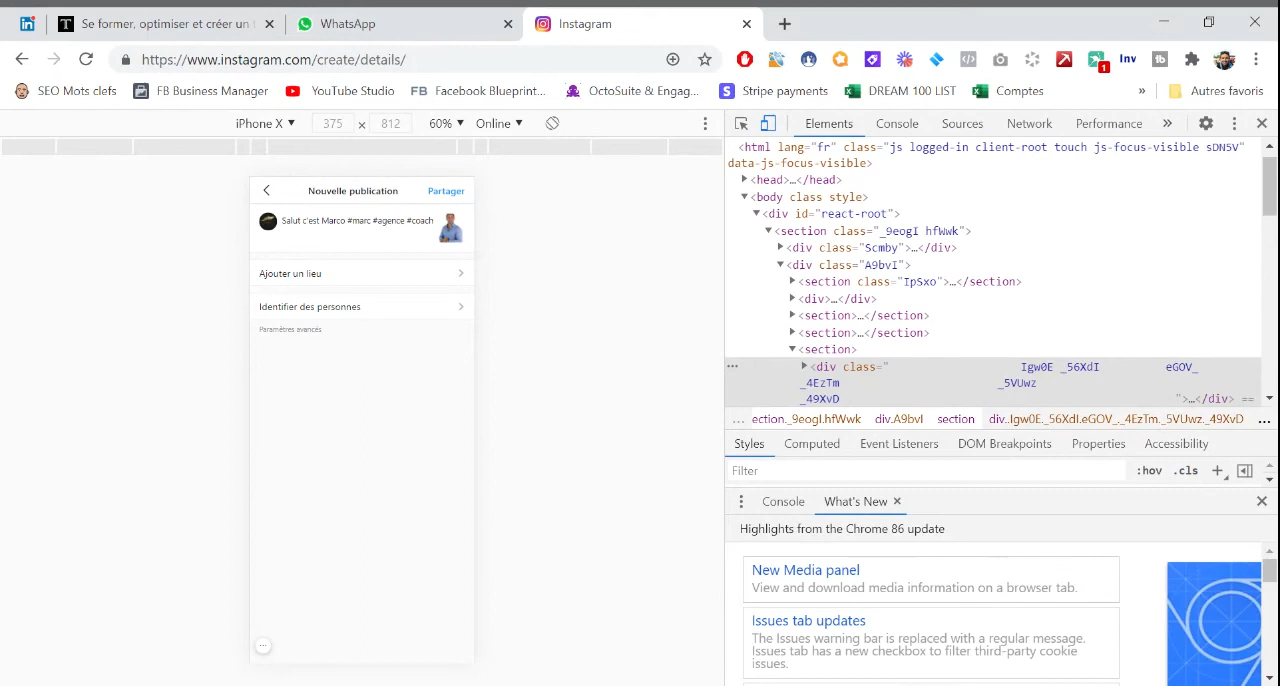 Se former, optimiser et créer un t
WhatsApp
Instagram
https://www.instagram.com/create/details/
1
Inv
SEO Mots clefs
FB Business Manager
YouTube Studio
FB Facebook Blueprint...
OctoSuite & Engag...
Stripe payments
DREAM 100 LIST
Comptes
»
Autres favoris
iPhone X ▼ 375 x 812 60% ▼ Online ▼
Elements Console Sources Network Performance »
Nouvelle publication Partager
Salut c'est Marco #marc #agence #coach
Ajouter un lieu
Identifier des personnes
Paramètres avancés
...
<html lang="fr" class="js logged-in client-root touch js-focus-visible sDN5V"
data-js-focus-visible>
▶<head>…</head>
▼<body class style>
▼<div id="react-root">
▼<section class="_9eogI hfWwk">
▶<div class="Scmby">…</div>
▼<div class="A9bvI">
▶<section class="IpSxo">…</section>
▶<div>…</div>
▶<section>…</section>
▶<section>…</section>
▼<section>
… ▶<div class=" Igw0E _56XdI eGOV_
_4EzTm _5VUwz
_49XvD ">…</div> ==
... ection._9eogI.hfWwk div.A9bvI section div..Igw0E._56XdI.eGOV_._4EzTm._5VUwz._49XvD ...
Styles Computed Event Listeners DOM Breakpoints Properties Accessibility
Filter :hov .cls +
Console What's New ×
Highlights from the Chrome 86 update
New Media panel
View and download media information on a browser tab.
Issues tab updates
The Issues warning bar is replaced with a regular message.
Issues tab has a new checkbox to filter third-party cookie
issues.